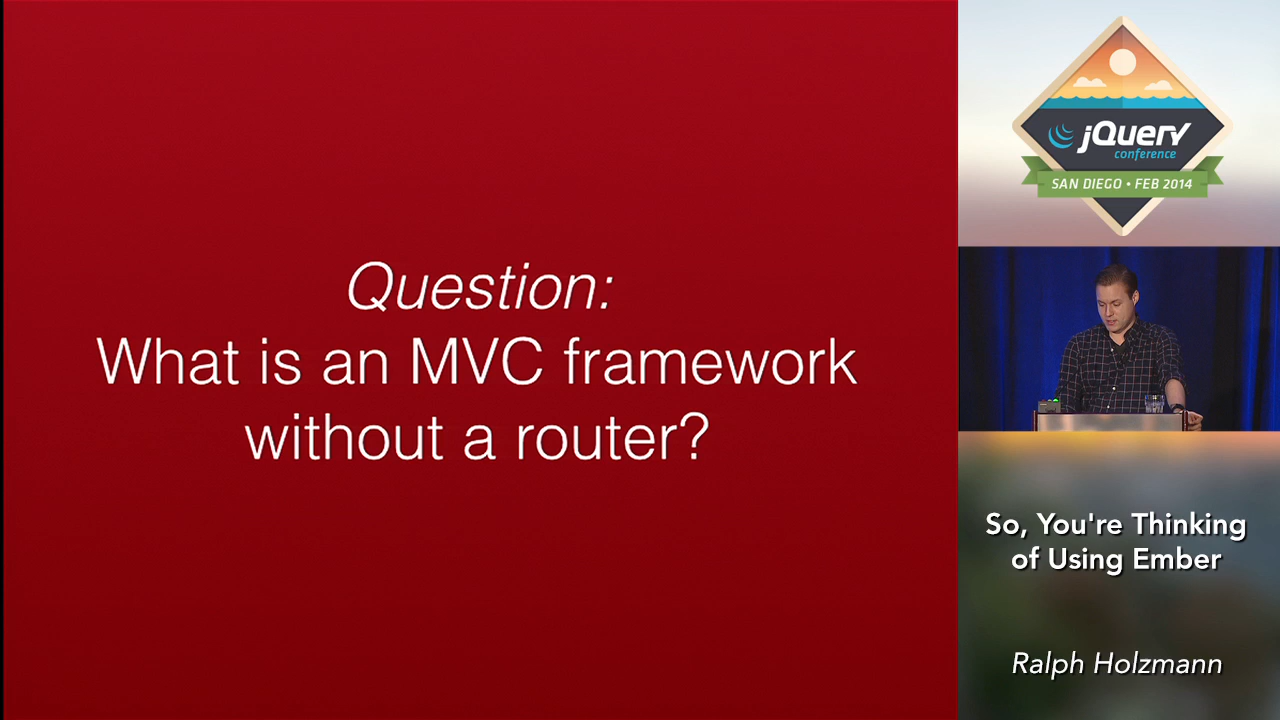 Question:
What is an MVC framework
without a router?
jQuery
conference
SAN DIEGO • FEB 2014
So, You're Thinking
of Using Ember
Ralph Holzmann